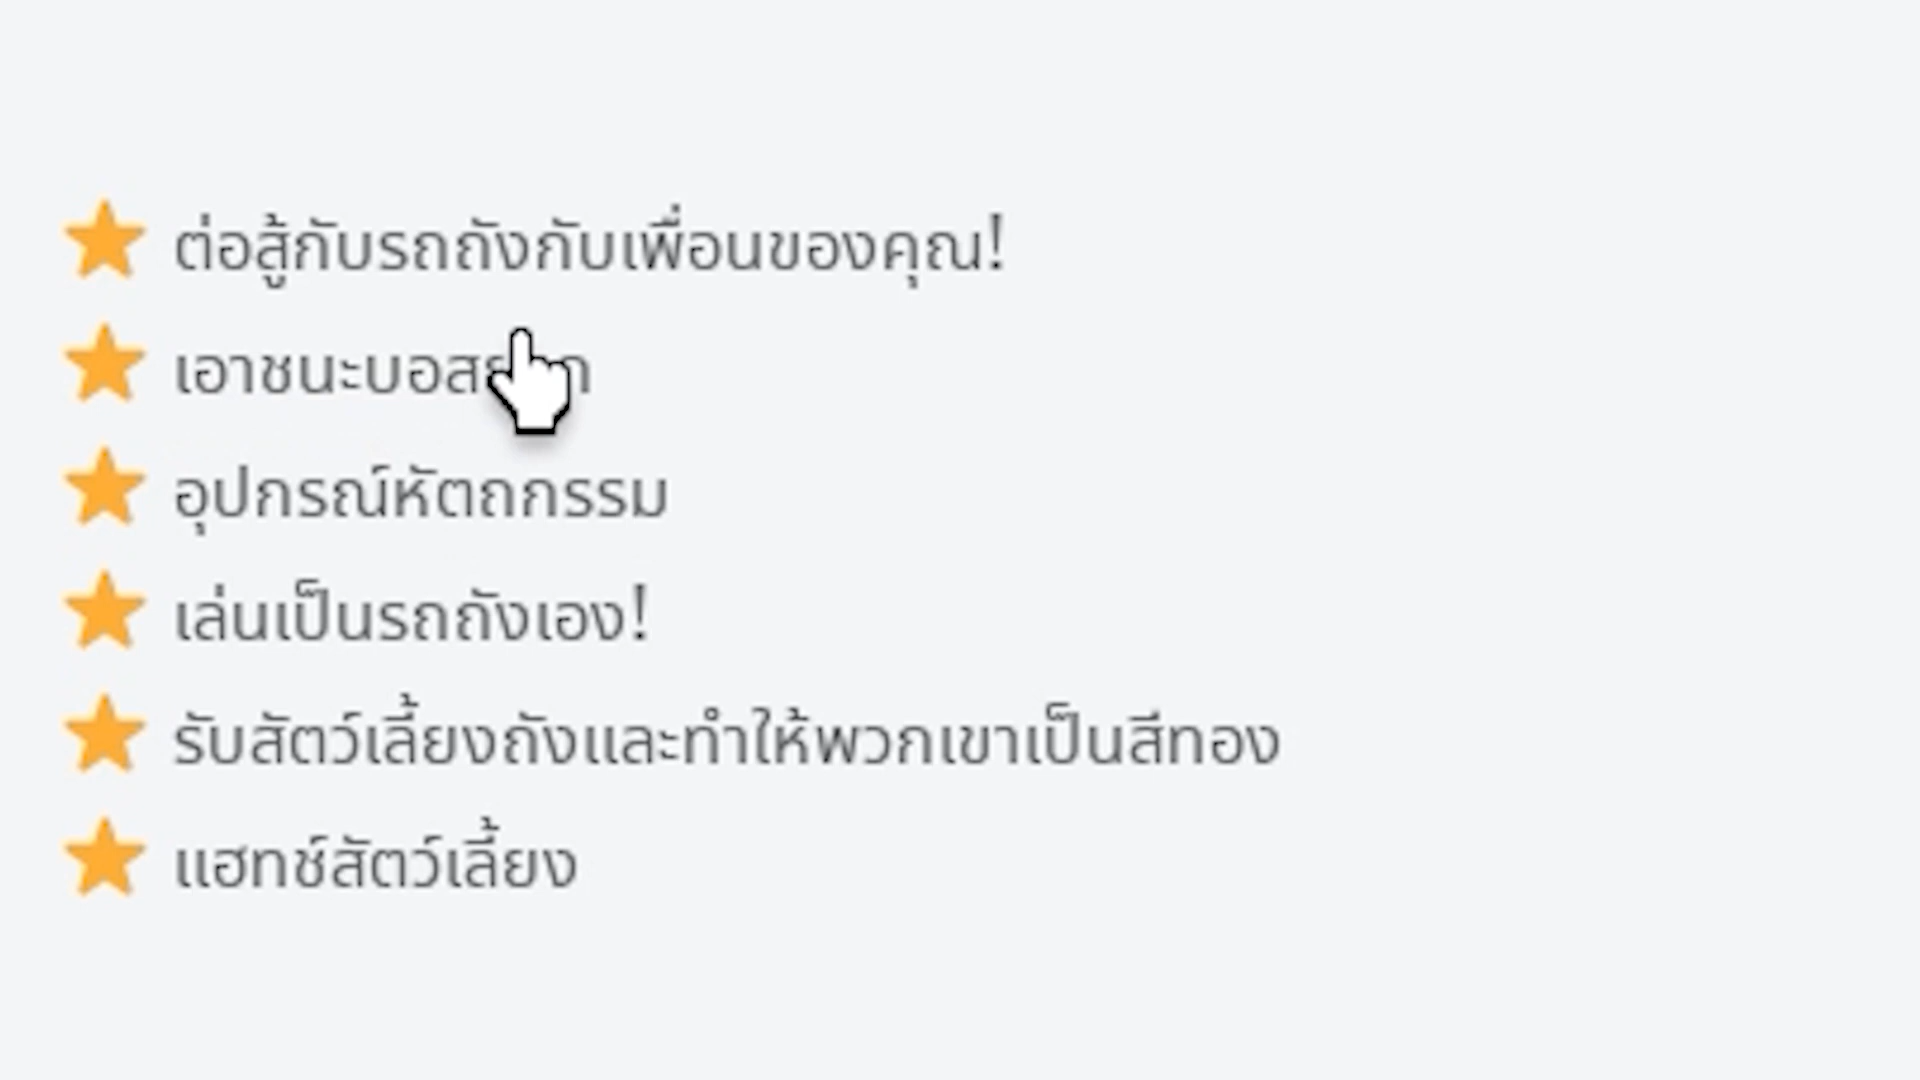 ⭐ ต่อสู้กับรถถังกับเพื่อนของคุณ!
⭐ เอาชนะบอส
⭐ อุปกรณ์หัตถกรรม
⭐ เล่นเป็นรถถังเอง!
⭐ รับสัตว์เลี้ยงถังและทำให้พวกเขาเป็นสีทอง
⭐ แฮทช์สัตว์เลี้ยง